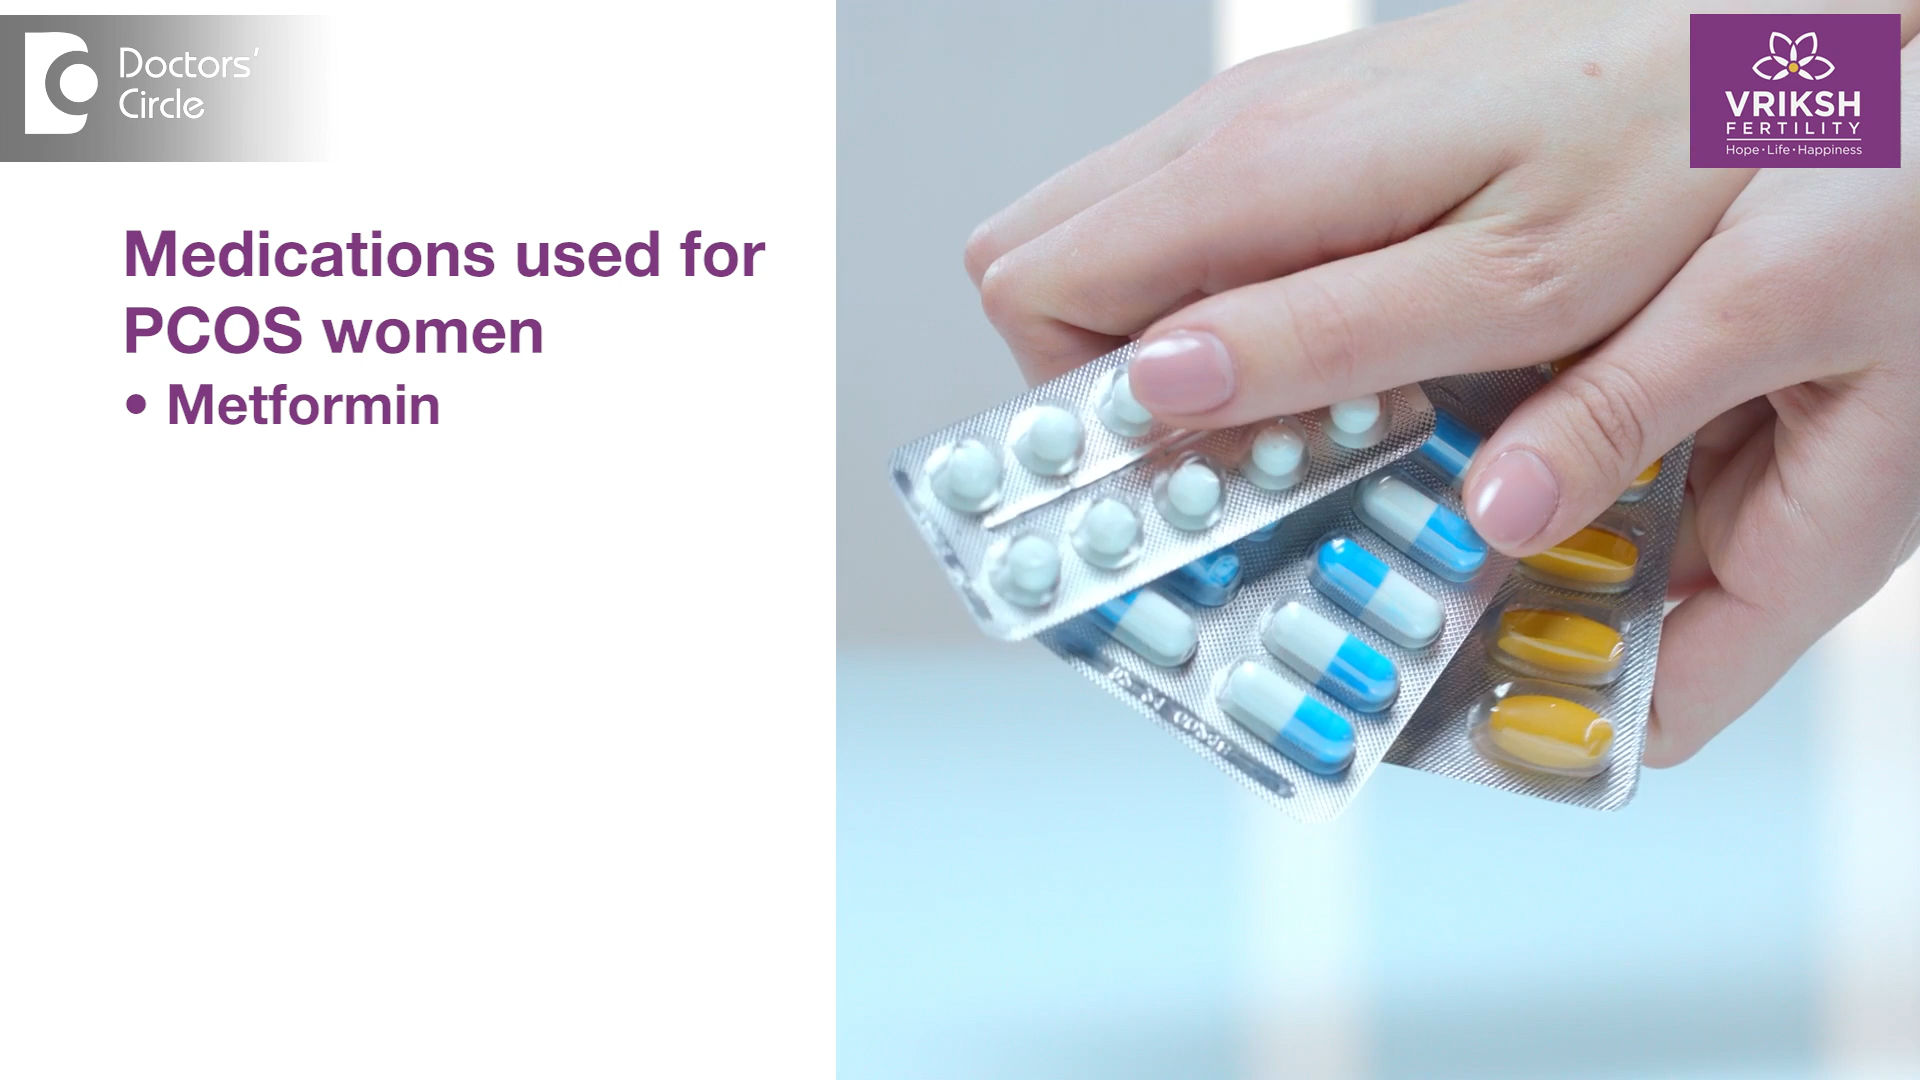 Doctors'
Circle
VRIKSH
FERTILITY
Hope · Life · Happiness
Medications used for
PCOS women
• Metformin